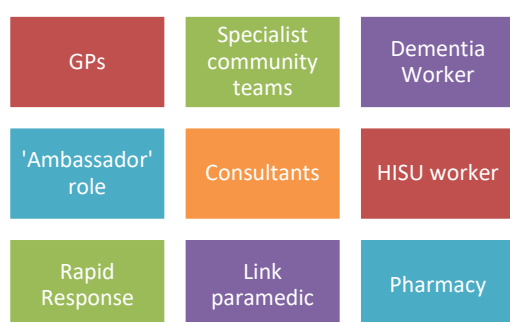 GPs
Specialist
community
teams
Dementia
Worker
'Ambassador'
role
Consultants
HISU worker
Rapid
Response
Link
paramedic
Pharmacy